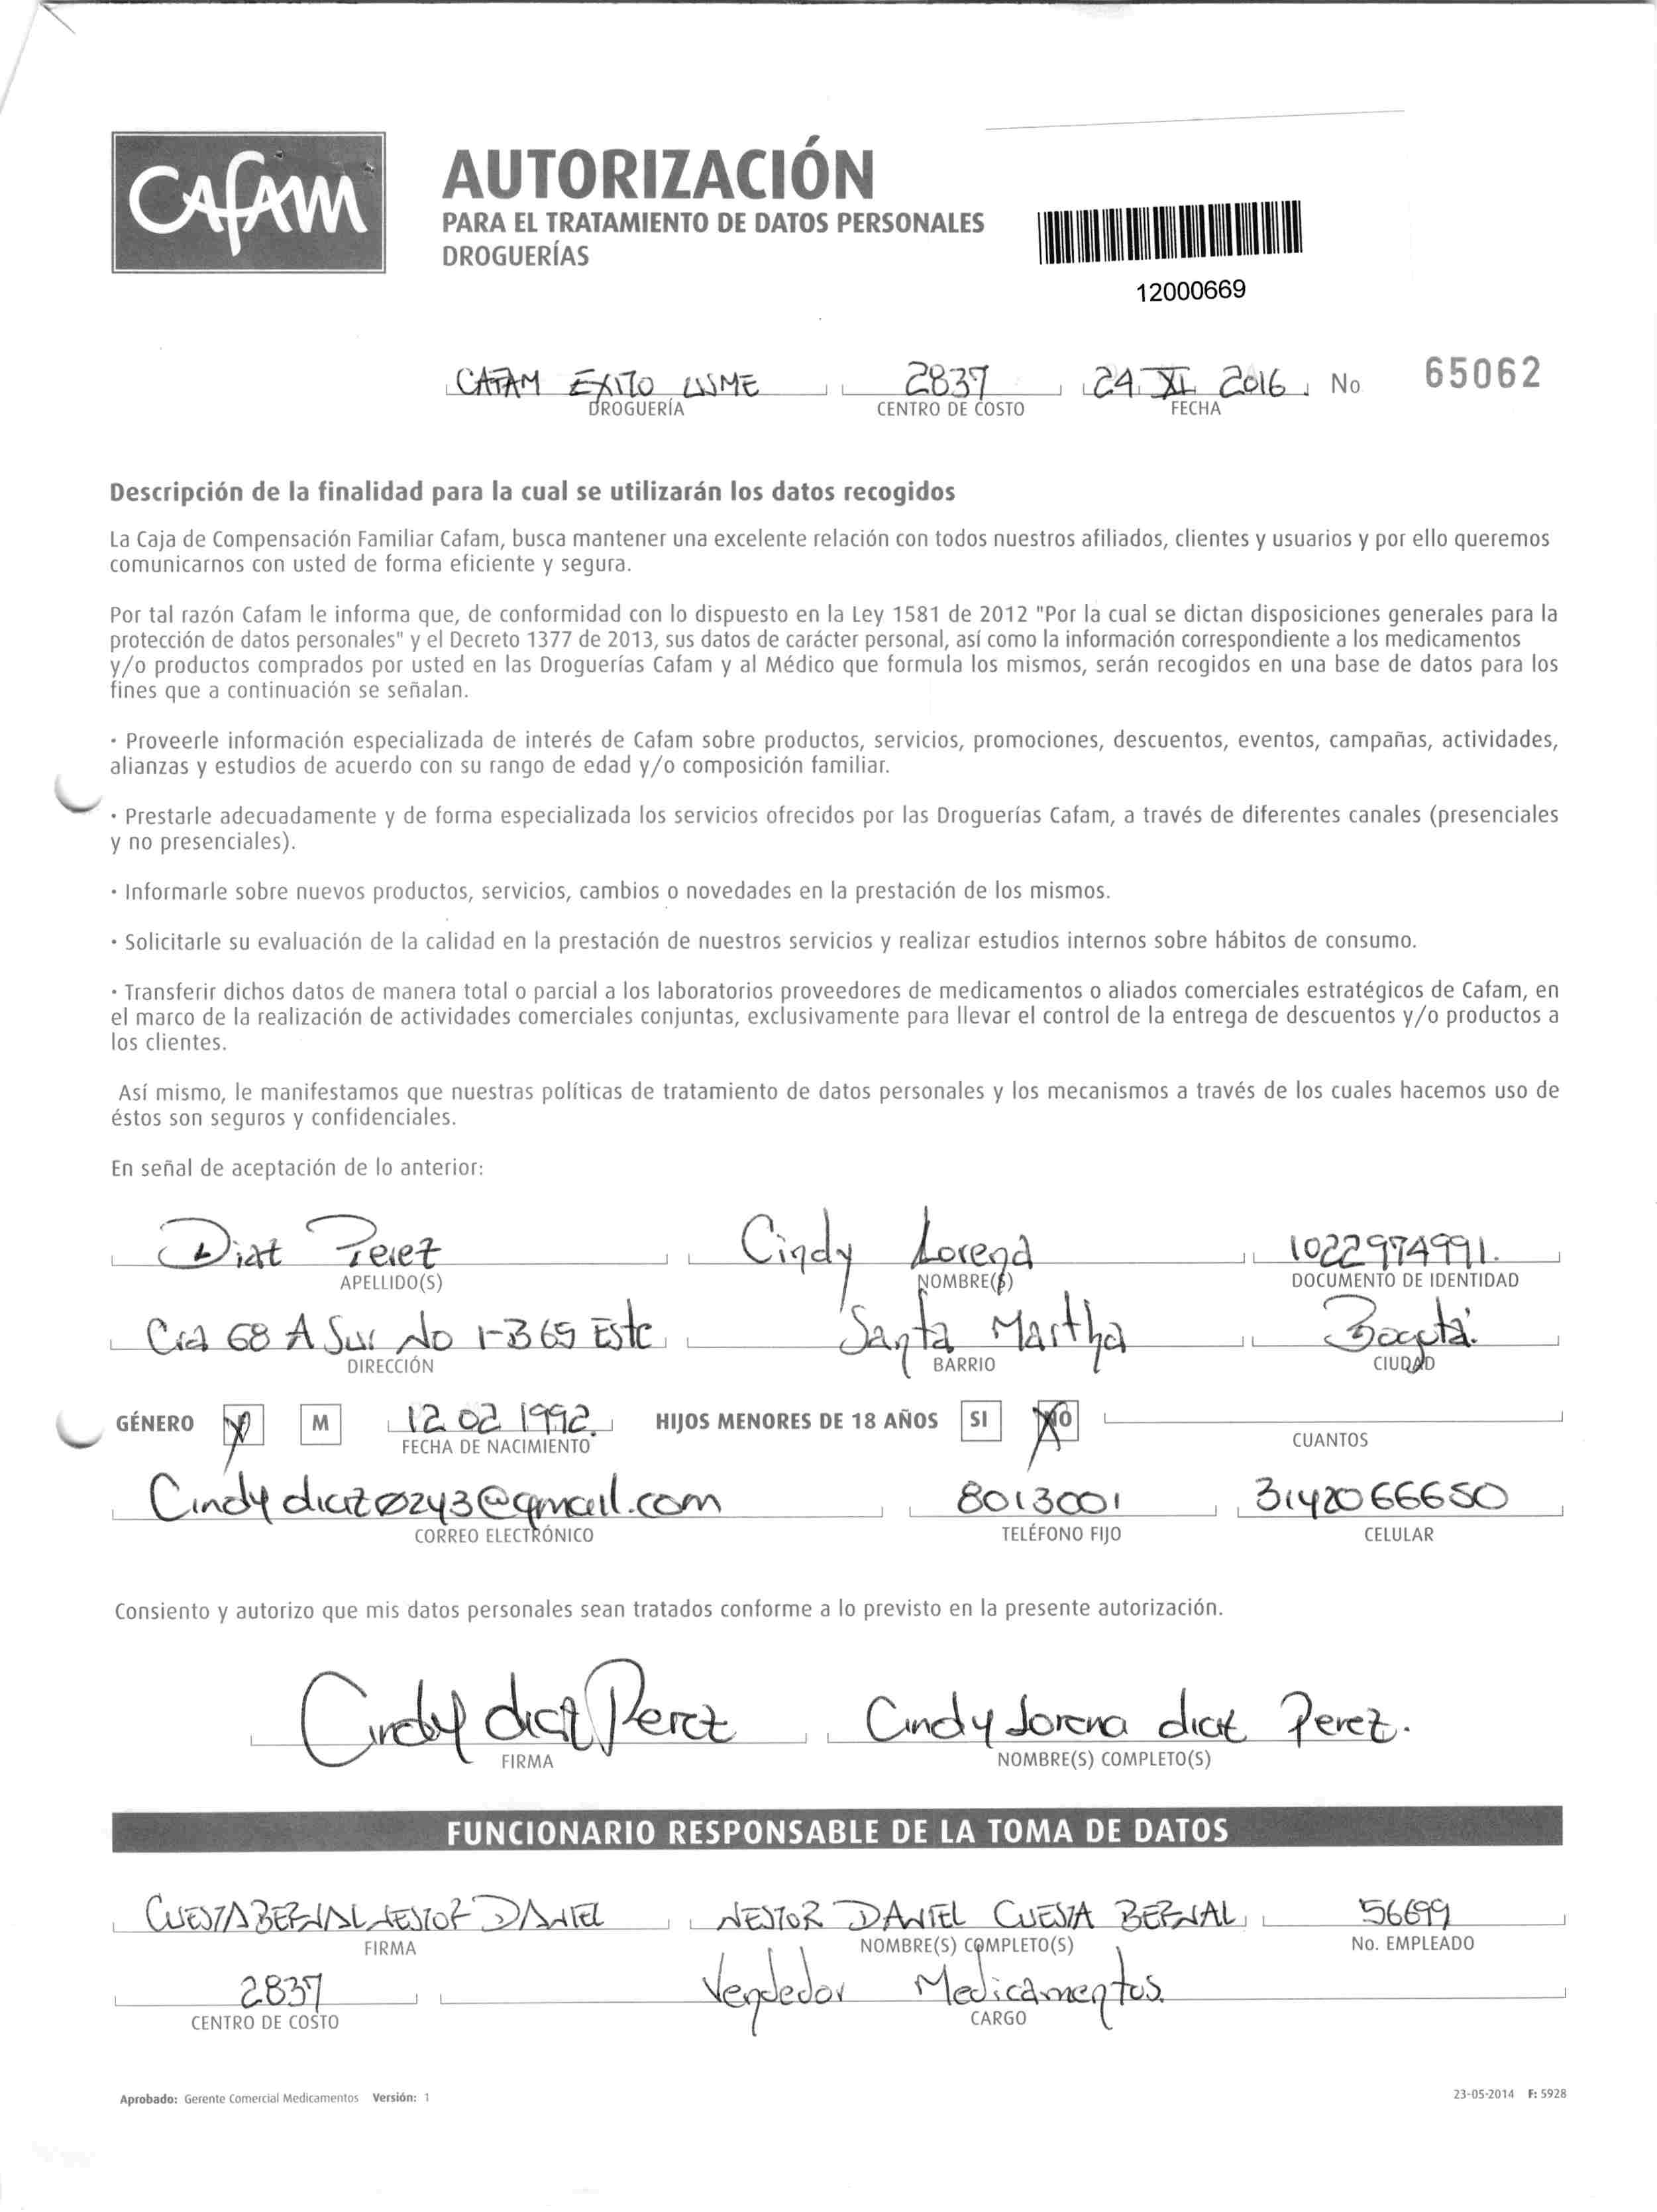 Cafam
AUTORIZACIÓN
PARA EL TRATAMIENTO DE DATOS PERSONALES
DROGUERÍAS
12000669
CAFAM EXITO USME 2837 24 XI 2016 No 65062
DROGUERÍA CENTRO DE COSTO FECHA
Descripción de la finalidad para la cual se utilizarán los datos recogidos
La Caja de Compensación Familiar Cafam, busca mantener una excelente relación con todos nuestros afiliados, clientes y usuarios y por ello queremos
comunicarnos con usted de forma eficiente y segura.
Por tal razón Cafam le informa que, de conformidad con lo dispuesto en la Ley 1581 de 2012 "Por la cual se dictan disposiciones generales para la
protección de datos personales" y el Decreto 1377 de 2013, sus datos de carácter personal, así como la información correspondiente a los medicamentos
y/o productos comprados por usted en las Droguerías Cafam y al Médico que formula los mismos, serán recogidos en una base de datos para los
fines que a continuación se señalan.
· Proveerle información especializada de interés de Cafam sobre productos, servicios, promociones, descuentos, eventos, campañas, actividades,
alianzas y estudios de acuerdo con su rango de edad y/o composición familiar.
· Prestarle adecuadamente y de forma especializada los servicios ofrecidos por las Droguerías Cafam, a través de diferentes canales (presenciales
y no presenciales).
· Informarle sobre nuevos productos, servicios, cambios o novedades en la prestación de los mismos.
· Solicitarle su evaluación de la calidad en la prestación de nuestros servicios y realizar estudios internos sobre hábitos de consumo.
· Transferir dichos datos de manera total o parcial a los laboratorios proveedores de medicamentos o aliados comerciales estratégicos de Cafam, en
el marco de la realización de actividades comerciales conjuntas, exclusivamente para llevar el control de la entrega de descuentos y/o productos a
los clientes.
Así mismo, le manifestamos que nuestras políticas de tratamiento de datos personales y los mecanismos a través de los cuales hacemos uso de
éstos son seguros y confidenciales.
En señal de aceptación de lo anterior:
Diaz Perez Cindy Lorena 1022974991.
APELLIDO(S) NOMBRE(S) DOCUMENTO DE IDENTIDAD
Cra 68 A Sur No 1-365 Este Santa Martha Bogotá
DIRECCIÓN BARRIO CIUDAD
GÉNERO M 12 02 1992. HIJOS MENORES DE 18 AÑOS SI NO
FECHA DE NACIMIENTO CUANTOS
Cindydiaz0243@gmail.com 8013001 3142066650
CORREO ELECTRÓNICO TELÉFONO FIJO CELULAR
Consiento y autorizo que mis datos personales sean tratados conforme a lo previsto en la presente autorización.
Cindy diaz Perez Cindy Lorena diaz Perez.
FIRMA NOMBRE(S) COMPLETO(S)
FUNCIONARIO RESPONSABLE DE LA TOMA DE DATOS
CUESTA BERNAL NESTOR DANIEL NESTOR DANIEL CUESTA BERNAL 56699
FIRMA NOMBRE(S) COMPLETO(S) No. EMPLEADO
2837 Vendedor Medicamentos.
CENTRO DE COSTO CARGO
Aprobado: Gerente Comercial Medicamentos Versión: 1 23-05-2014 F: 5928